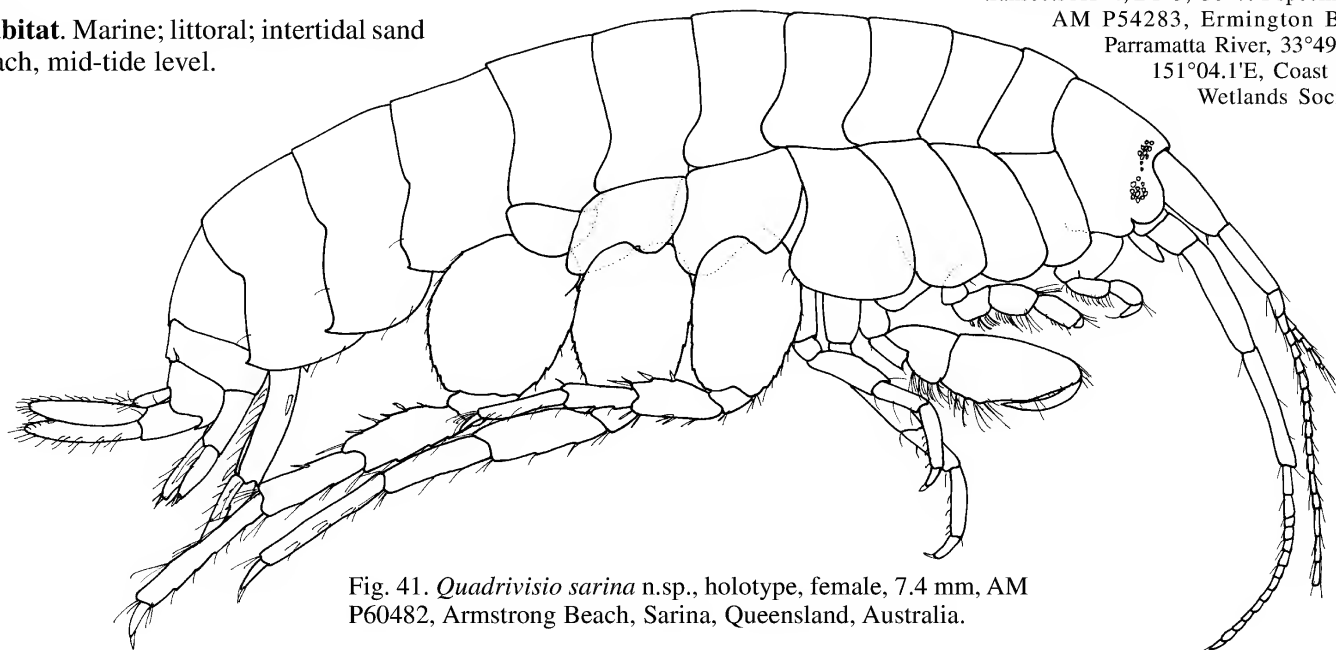 bitat. Marine; littoral; intertidal sand
ach, mid-tide level.
AM P54283, Ermington B
Parramatta River, 33°49
151°04.1'E, Coast
Wetlands Soc
Fig. 41. Quadrivisio sarina n.sp., holotype, female, 7.4 mm, AM
P60482, Armstrong Beach, Sarina, Queensland, Australia.